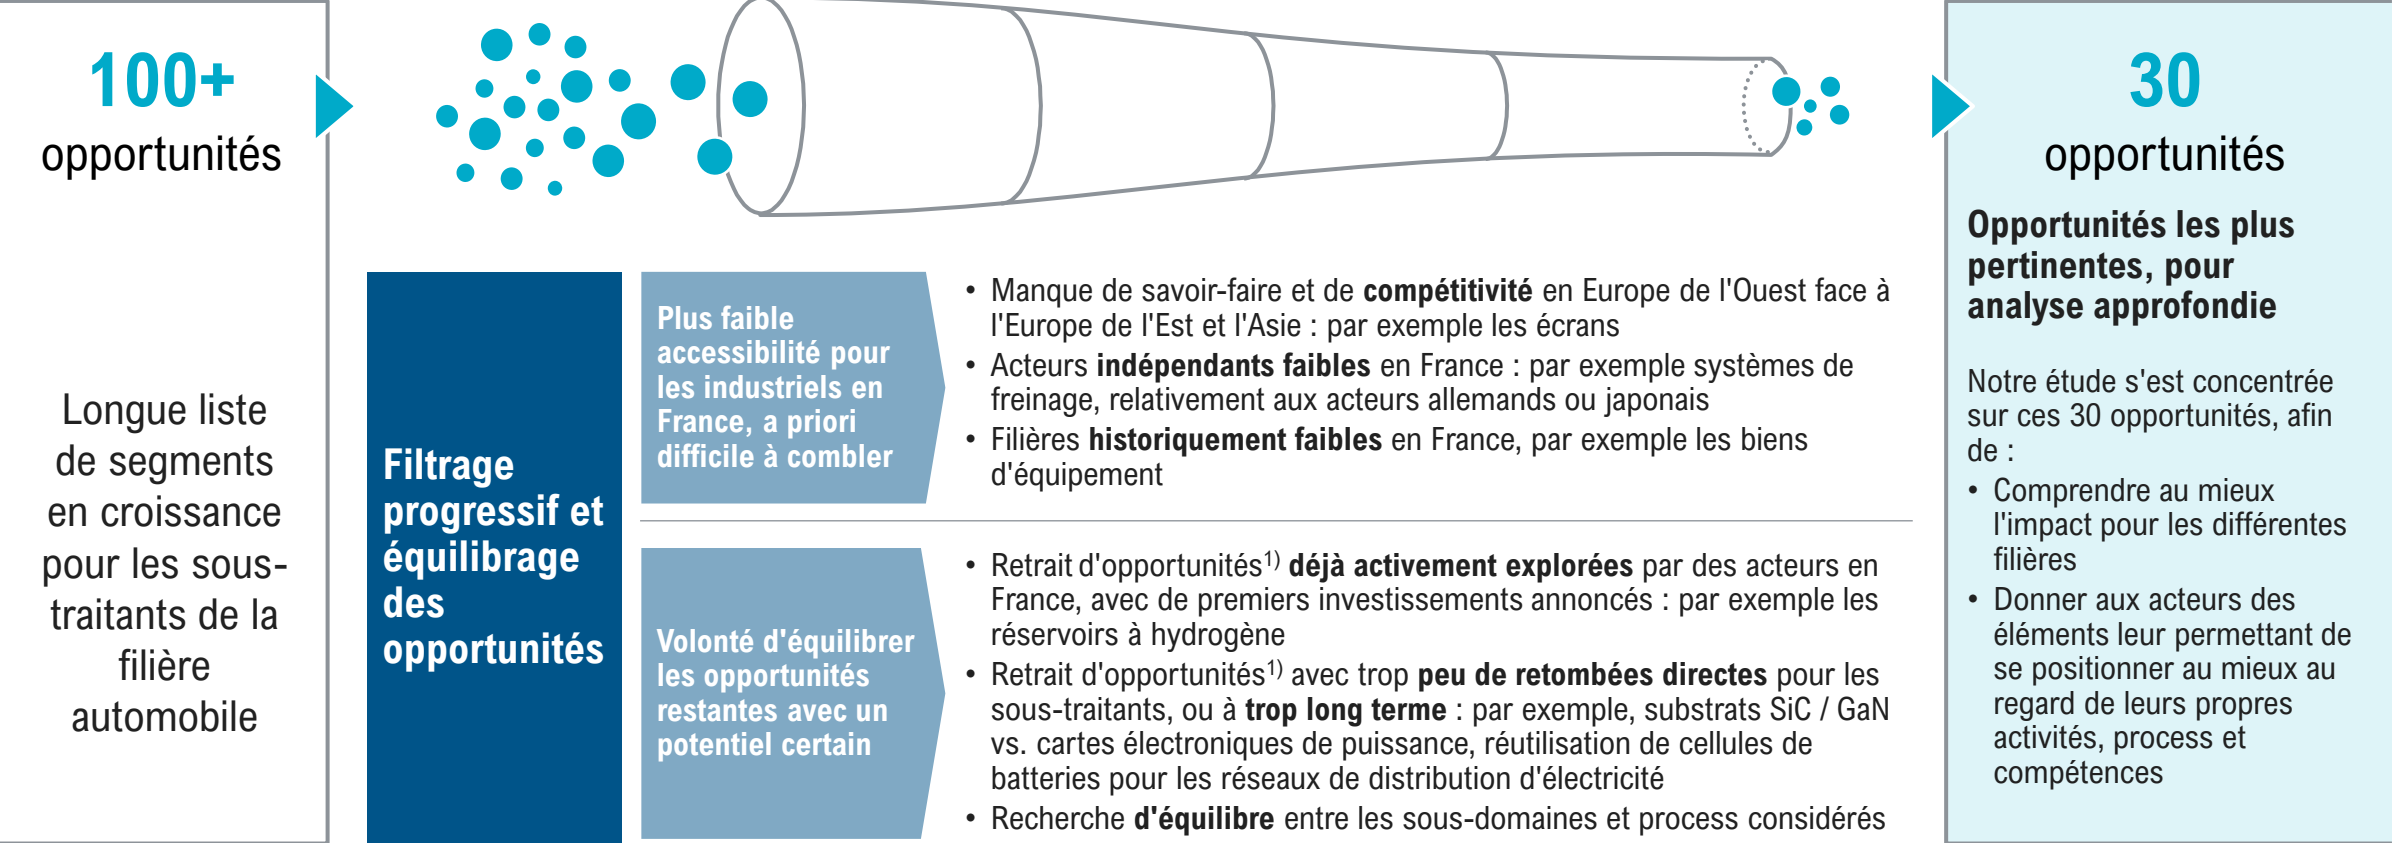 100+
opportunités
Longue liste
de segments
en croissance
pour les sous-
traitants de la
filière
automobile
Filtrage
progressif et
équilibrage
des
opportunités
Plus faible
accessibilité pour
les industriels en
France, a priori
difficile à combler
• Manque de savoir-faire et de compétitivité en Europe de l'Ouest face à
l'Europe de l'Est et l'Asie : par exemple les écrans
• Acteurs indépendants faibles en France : par exemple systèmes de
freinage, relativement aux acteurs allemands ou japonais
• Filières historiquement faibles en France, par exemple les biens
d'équipement
Volonté d'équilibrer
les opportunités
restantes avec un
potentiel certain
• Retrait d'opportunités1) déjà activement explorées par des acteurs en
France, avec de premiers investissements annoncés : par exemple les
réservoirs à hydrogène
• Retrait d'opportunités1) avec trop peu de retombées directes pour les
sous-traitants, ou à trop long terme : par exemple, substrats SiC / GaN
vs. cartes électroniques de puissance, réutilisation de cellules de
batteries pour les réseaux de distribution d'électricité
• Recherche d'équilibre entre les sous-domaines et process considérés
30
opportunités
Opportunités les plus
pertinentes, pour
analyse approfondie
Notre étude s'est concentrée
sur ces 30 opportunités, afin
de :
• Comprendre au mieux
l'impact pour les différentes
filières
• Donner aux acteurs des
éléments leur permettant de
se positionner au mieux au
regard de leurs propres
activités, process et
compétences